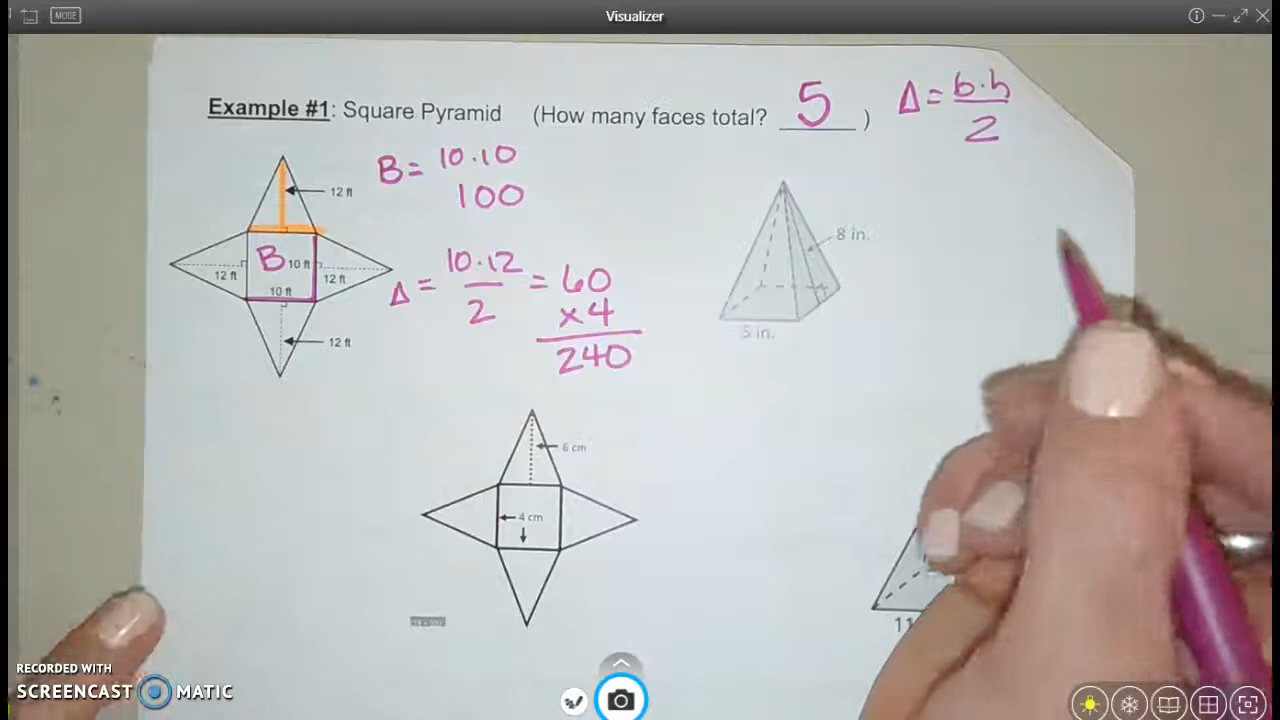 MODE
Visualizer
Example #1: Square Pyramid (How many faces total? 5 )
Δ = b·h
2
B = 10·10
100
12 ft
8 in.
B
10 ft
12 ft
12 ft
10 ft
Δ = 10·12
2
= 60
x4
240
12 ft
5 in.
6 cm
4 cm
11
RECORDED WITH
SCREENCAST MATIC